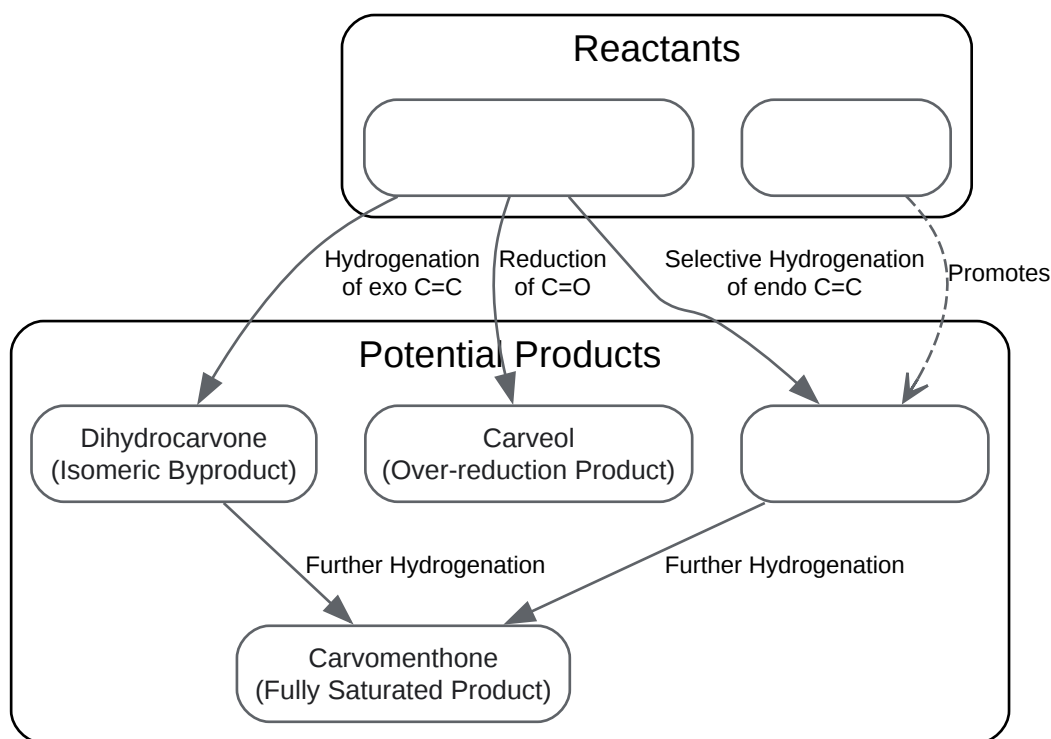 Reactants
Hydrogenation
of exo C=C
Reduction
of C=O
Selective Hydrogenation
of endo C=C
Promotes
Potential Products
Dihydrocarvone
(Isomeric Byproduct)
Carveol
(Over-reduction Product)
Further Hydrogenation
Further Hydrogenation
Carvomenthone
(Fully Saturated Product)